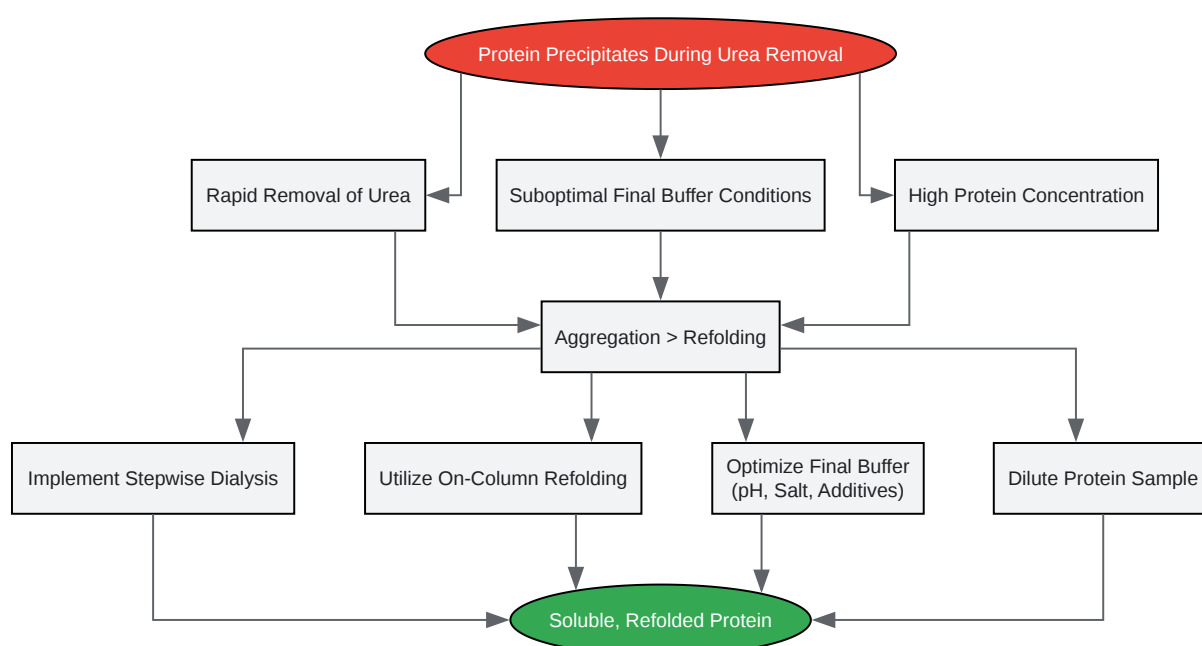 Protein Precipitates During Urea Removal
Rapid Removal of Urea
Suboptimal Final Buffer Conditions
High Protein Concentration
Aggregation > Refolding
Implement Stepwise Dialysis
Utilize On-Column Refolding
Optimize Final Buffer
(pH, Salt, Additives)
Dilute Protein Sample
Soluble, Refolded Protein